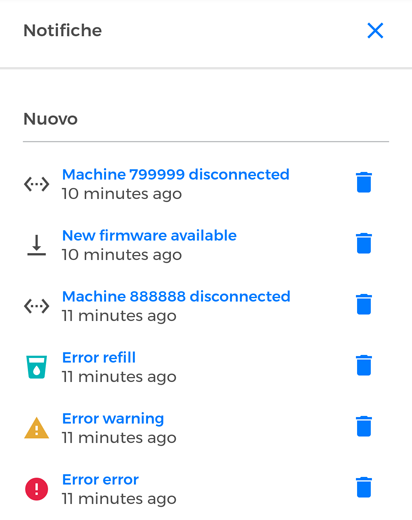 Notifiche
Nuovo
Machine 799999 disconnected
10 minutes ago
New firmware available
10 minutes ago
Machine 888888 disconnected
11 minutes ago
Error refill
11 minutes ago
Error warning
11 minutes ago
Error error
11 minutes ago